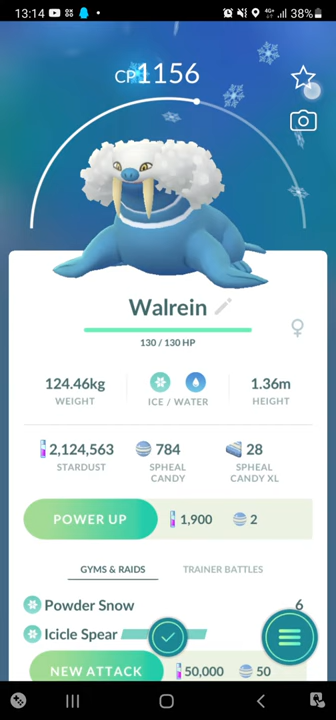 13:14 4G+ 38%
CP1156
Walrein
130 / 130 HP
124.46kg ICE / WATER 1.36m
WEIGHT HEIGHT
2,124,563 784 28
STARDUST SPHEAL CANDY SPHEAL CANDY XL
POWER UP 1,900 2
GYMS & RAIDS TRAINER BATTLES
Powder Snow 6
Icicle Spear
NEW ATTACK 50,000 50